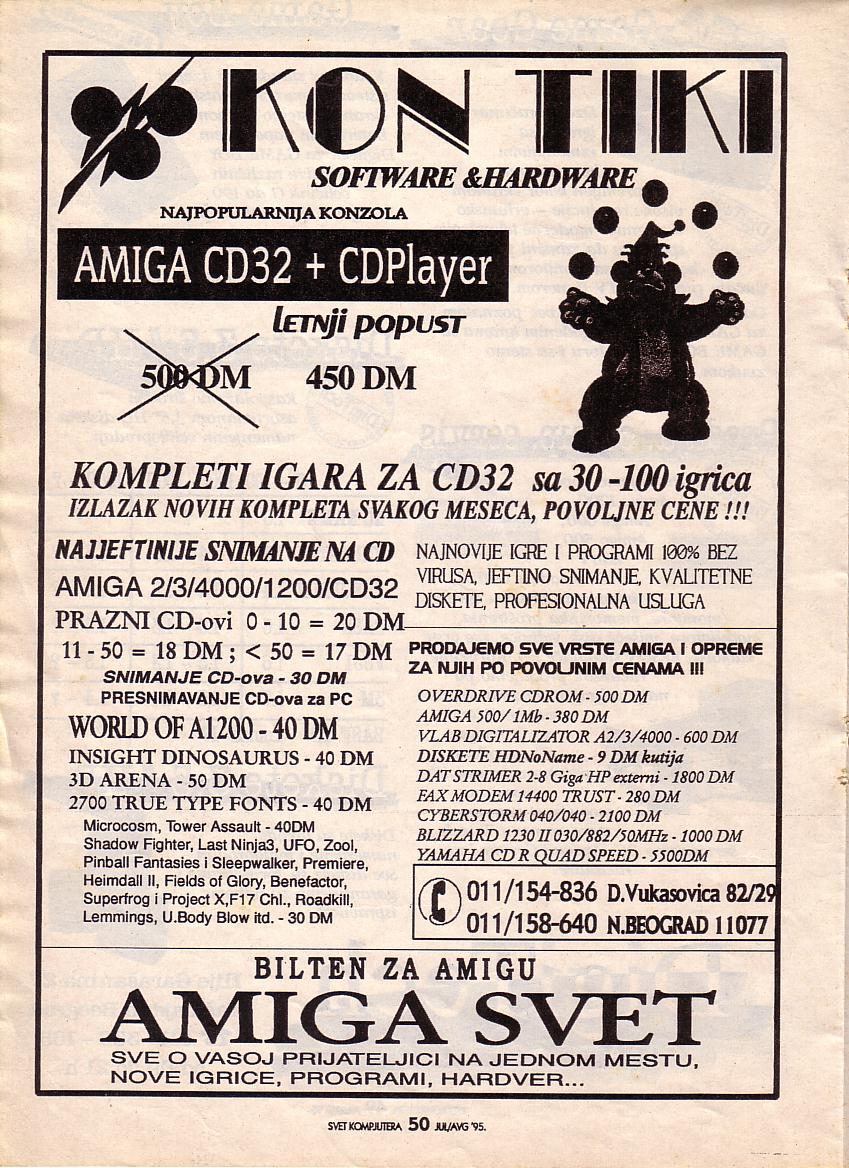 KON TIKI
SOFTWARE &HARDWARE
NAJPOPULARNIJA KONZOLA
AMIGA CD32 + CDPlayer
LETNJI POPUST
500 DM 450 DM
KOMPLETI IGARA ZA CD32 sa 30 -100 igrica
IZLAZAK NOVIH KOMPLETA SVAKOG MESECA, POVOLJNE CENE !!!
NAJJEFTINIJE SNIMANJE NA CD
AMIGA 2/3/4000/1200/CD32
PRAZNI CD-ovi 0 - 10 = 20 DM
11 - 50 = 18 DM ; < 50 = 17 DM
SNIMANJE CD-ova - 30 DM
PRESNIMAVANJE CD-ova za PC
WORLD OF A1200 - 40 DM
INSIGHT DINOSAURUS - 40 DM
3D ARENA - 50 DM
2700 TRUE TYPE FONTS - 40 DM
Microcosm, Tower Assault - 40DM
Shadow Fighter, Last Ninja3, UFO, Zool,
Pinball Fantasies i Sleepwalker, Premiere,
Heimdall II, Fields of Glory, Benefactor,
Superfrog i Project X,F17 Chl., Roadkill,
Lemmings, U.Body Blow itd. - 30 DM
NAJNOVIJE IGRE I PROGRAMI 100% BEZ
VIRUSA, JEFTINO SNIMANJE, KVALITETNE
DISKETE, PROFESIONALNA USLUGA
PRODAJEMO SVE VRSTE AMIGA I OPREME
ZA NJIH PO POVOLJNIM CENAMA !!!
OVERDRIVE CDROM - 500 DM
AMIGA 500/ 1Mb - 380 DM
VLAB DIGITALIZATOR A2/3/4000 - 600 DM
DISKETE HDNoName - 9 DM kutija
DAT STRIMER 2-8 Giga HP externi - 1800 DM
FAX MODEM 14400 TRUST - 280 DM
CYBERSTORM 040/040 - 2100 DM
BLIZZARD 1230 II 030/882/50MHz - 1000 DM
YAMAHA CD R QUAD SPEED - 5500DM
011/154-836 D.Vukasovica 82/29
011/158-640 N.BEOGRAD 11077
BILTEN ZA AMIGU
AMIGA SVET
SVE O VASOJ PRIJATELJICI NA JEDNOM MESTU,
NOVE IGRICE, PROGRAMI, HARDVER...
SVET KOMPJUTERA 50 JUL/AVG '95.